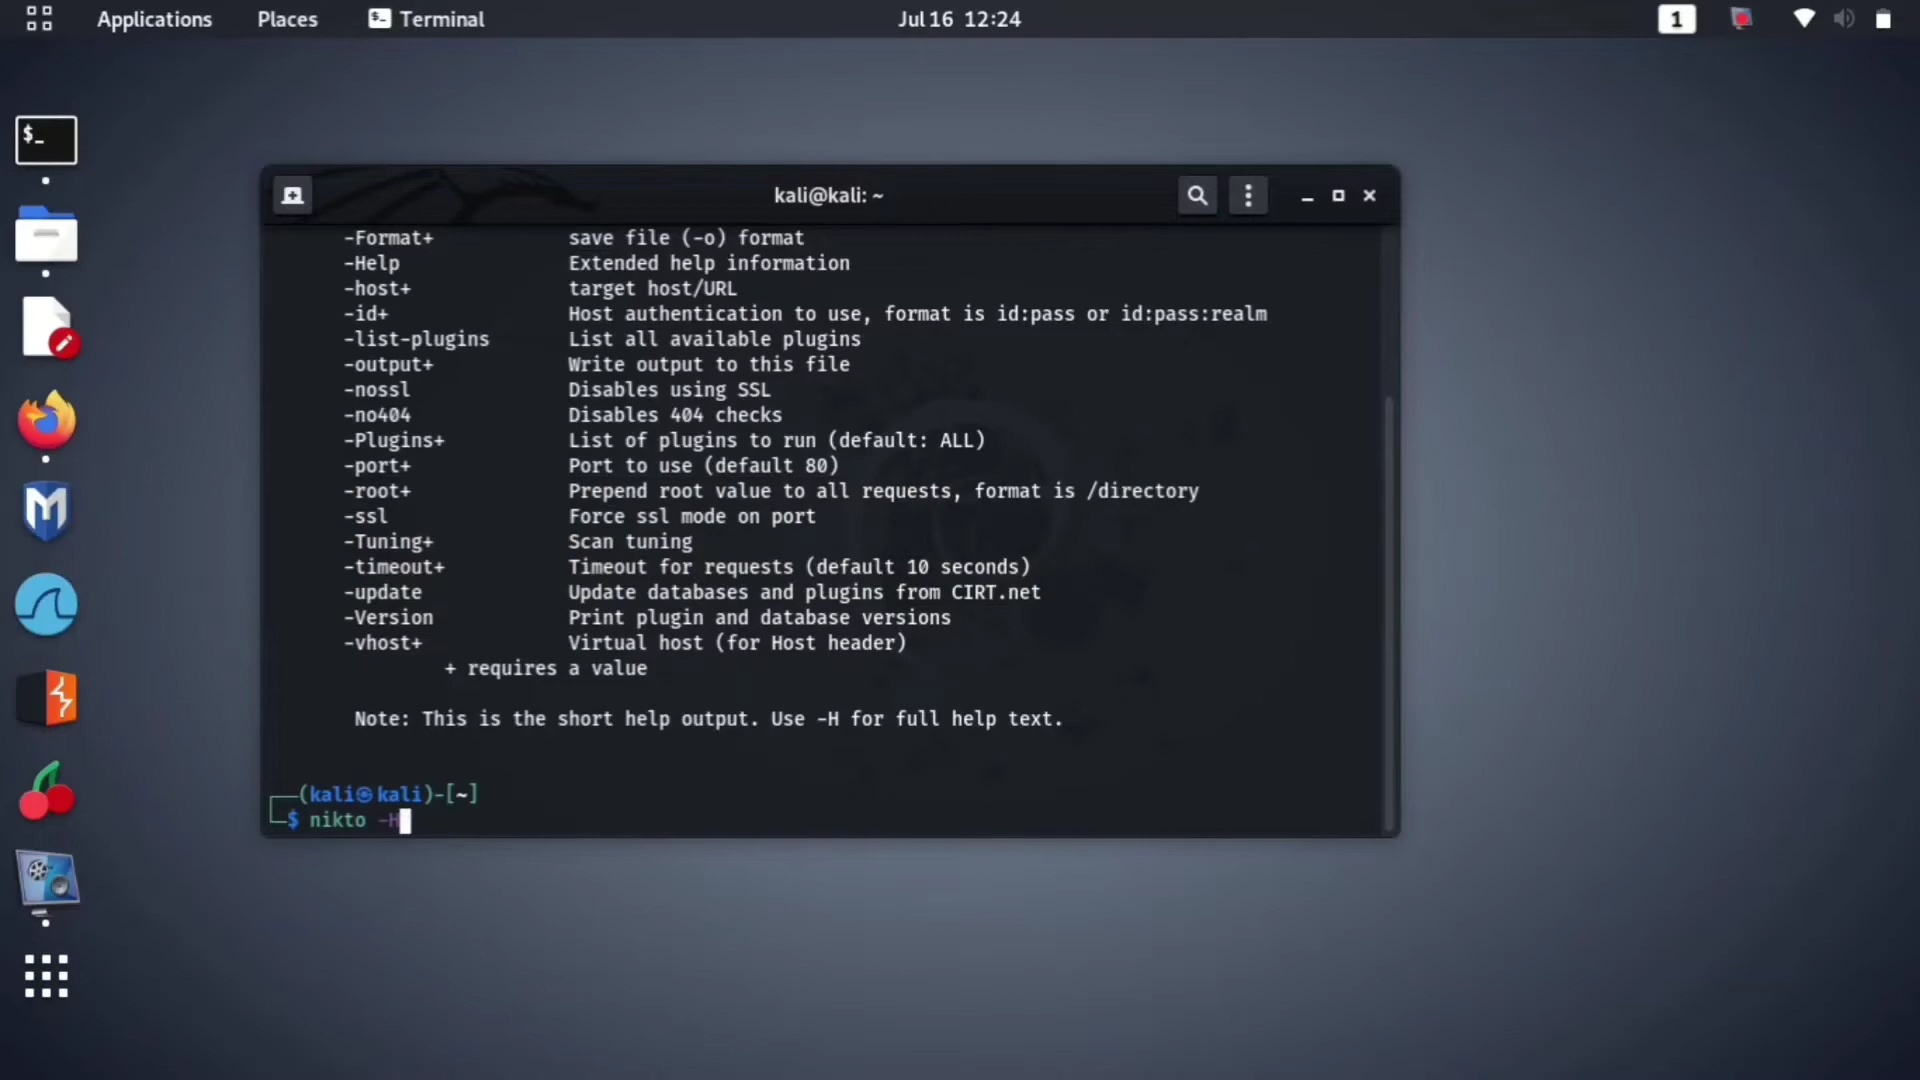 Applications Places Terminal Jul 16 12:24 1
$_
kali@kali: ~
-Format+ save file (-o) format
-Help Extended help information
-host+ target host/URL
-id+ Host authentication to use, format is id:pass or id:pass:realm
-list-plugins List all available plugins
-output+ Write output to this file
-nossl Disables using SSL
-no404 Disables 404 checks
-Plugins+ List of plugins to run (default: ALL)
-port+ Port to use (default 80)
-root+ Prepend root value to all requests, format is /directory
-ssl Force ssl mode on port
-Tuning+ Scan tuning
-timeout+ Timeout for requests (default 10 seconds)
-update Update databases and plugins from CIRT.net
-Version Print plugin and database versions
-vhost+ Virtual host (for Host header)
+ requires a value
Note: This is the short help output. Use -H for full help text.
┌──(kali㉿kali)-[~]
└─$ nikto -H